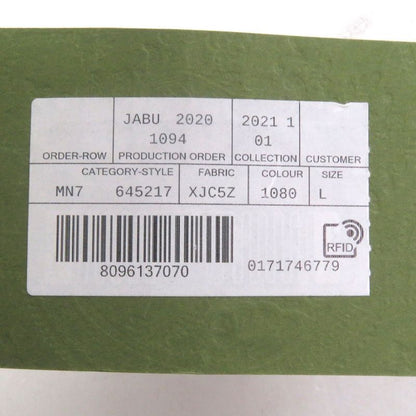 JABU 2020 2021 1
1094 01
ORDER-ROW PRODUCTION ORDER COLLECTION CUSTOMER
CATEGORY-STYLE FABRIC COLOUR SIZE
MN7 645217 XJC5Z 1080 L
RFID
8096137070 0171746779